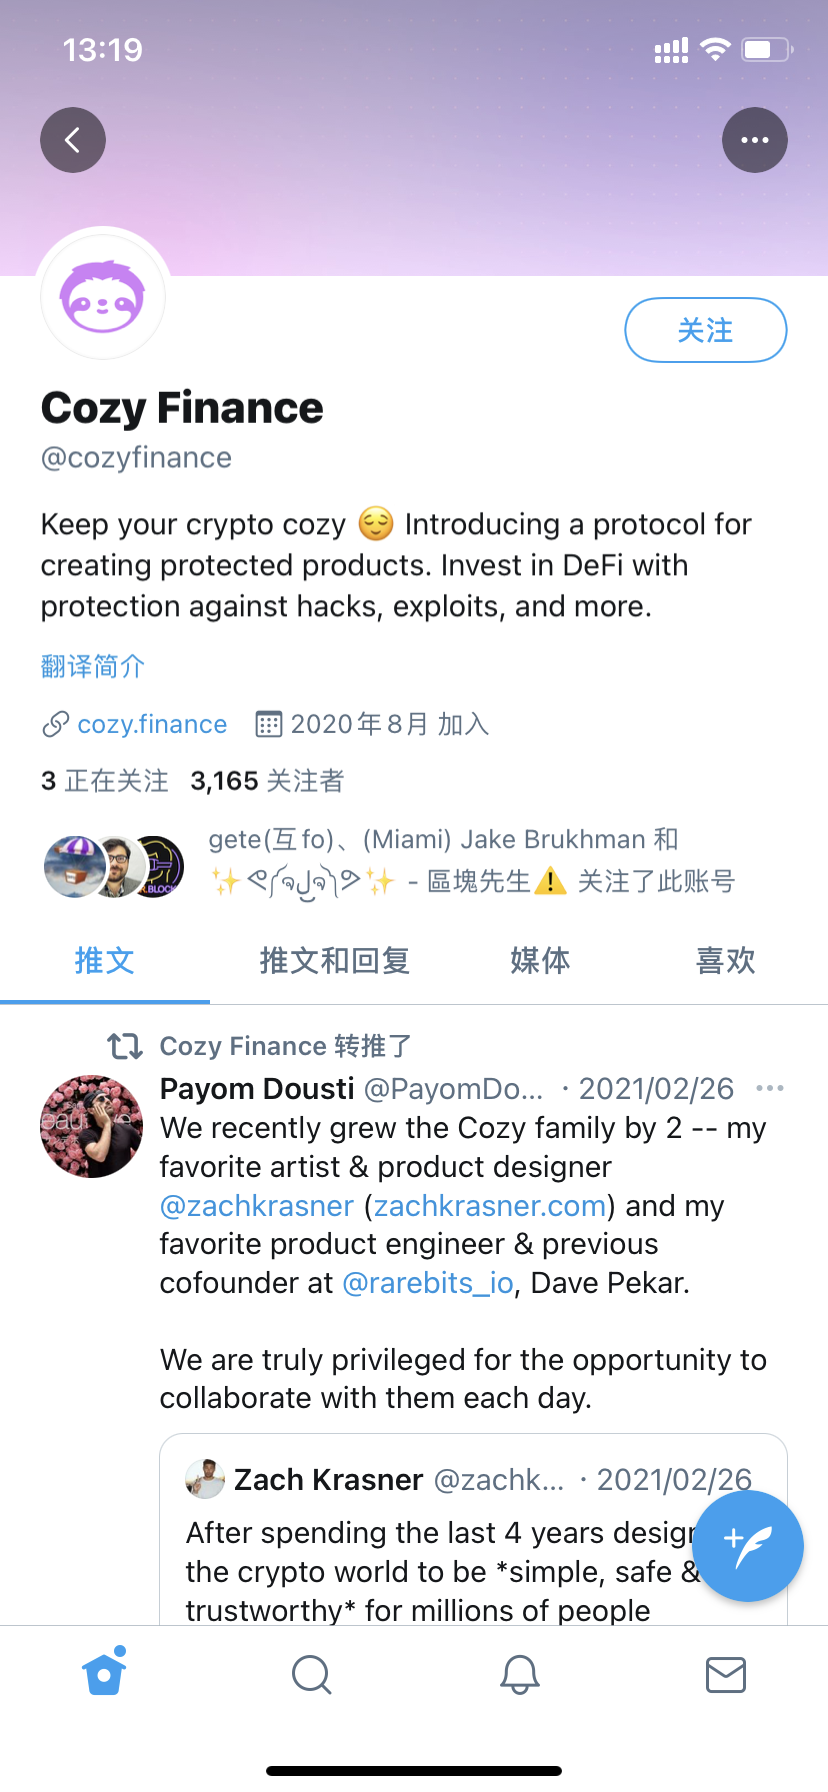 13:19
关注
Cozy Finance
@cozyfinance
Keep your crypto cozy 😌 Introducing a protocol for
creating protected products. Invest in DeFi with
protection against hacks, exploits, and more.
翻译简介
cozy.finance 2020年8月 加入
3 正在关注 3,165 关注者
gete(互fo)、(Miami) Jake Brukhman 和
- 區塊先生⚠️ 关注了此账号
R.BLOCK
推文 推文和回复 媒体 喜欢
Cozy Finance 转推了
Payom Dousti @PayomDo... · 2021/02/26
We recently grew the Cozy family by 2 -- my
favorite artist & product designer
@zachkrasner (zachkrasner.com) and my
favorite product engineer & previous
cofounder at @rarebits_io, Dave Pekar.
We are truly privileged for the opportunity to
collaborate with them each day.
Zach Krasner @zachk... · 2021/02/26
After spending the last 4 years design
the crypto world to be *simple, safe &
trustworthy* for millions of people